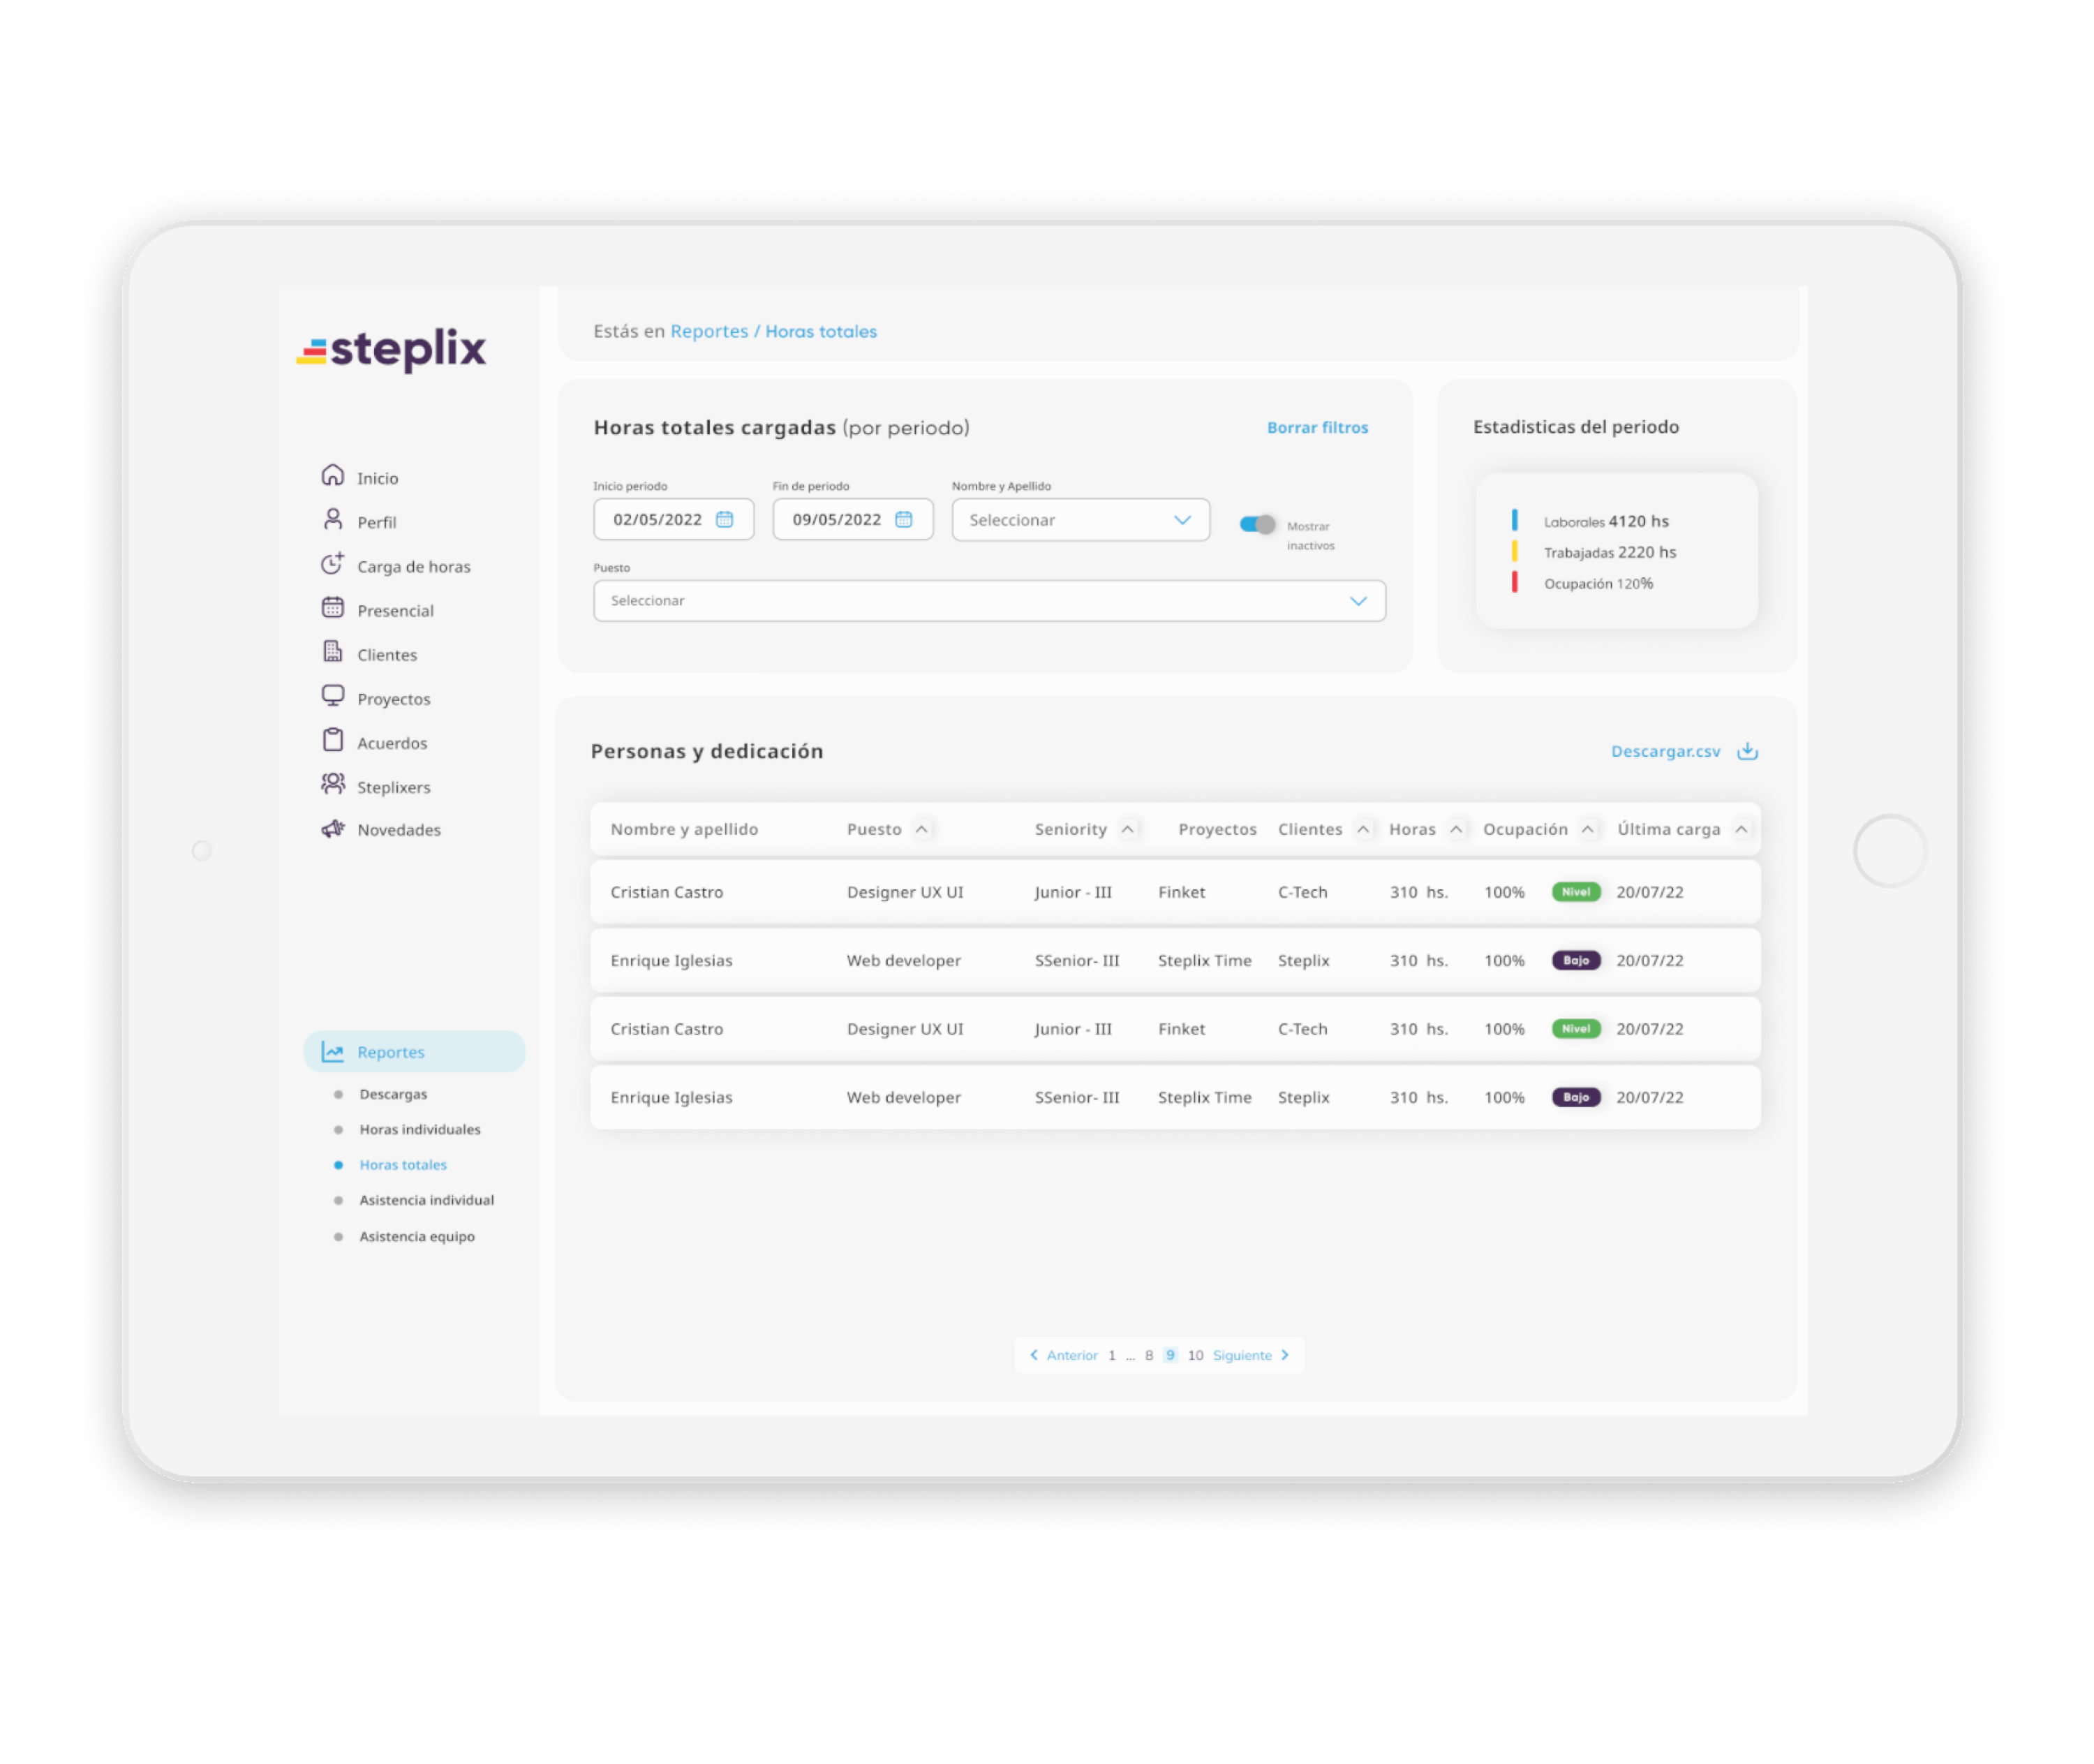 steplix
Inicio
Perfil
Carga de horas
Presencial
Clientes
Proyectos
Acuerdos
Steplixers
Novedades
Reportes
Descargas
Horas individuales
Horas totales
Asistencia individual
Asistencia equipo
Estás en Reportes / Horas totales
Horas totales cargadas (por periodo) Borrar filtros
Inicio periodo Fin de periodo Nombre y Apellido
02/05/2022 09/05/2022 Seleccionar Mostrar
inactivos
Puesto
Seleccionar
Estadisticas del periodo
Laborales 4120 hs
Trabajadas 2220 hs
Ocupación 120%
Personas y dedicación Descargar.csv
Nombre y apellido Puesto Seniority Proyectos Clientes Horas Ocupación Última carga
Cristian Castro Designer UX UI Junior - III Finket C-Tech 310 hs. 100% Nivel 20/07/22
Enrique Iglesias Web developer SSenior- III Steplix Time Steplix 310 hs. 100% Bajo 20/07/22
Cristian Castro Designer UX UI Junior - III Finket C-Tech 310 hs. 100% Nivel 20/07/22
Enrique Iglesias Web developer SSenior- III Steplix Time Steplix 310 hs. 100% Bajo 20/07/22
Anterior 1 ... 8 9 10 Siguiente